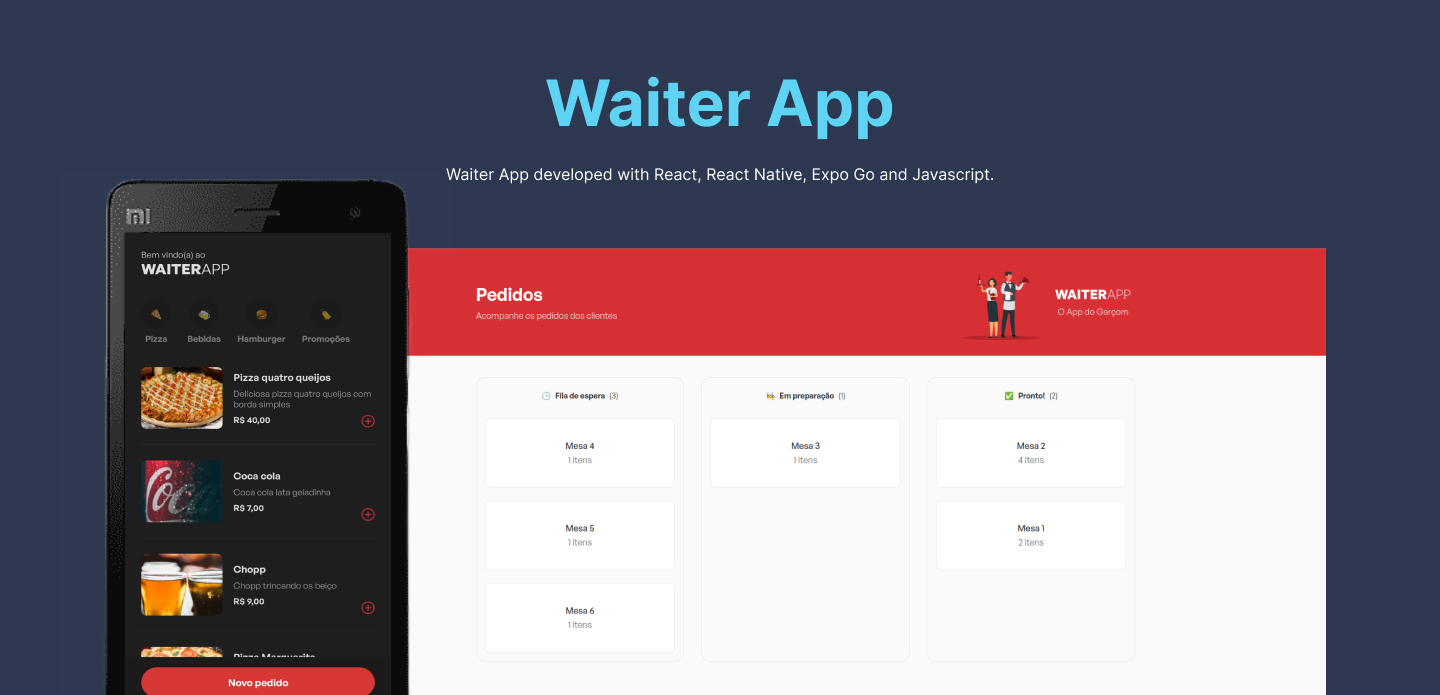 Waiter App
Waiter App developed with React, React Native, Expo Go and Javascript.
mi
Bem vindo(a) ao
WAITERAPP
Pizza
Bebidas
Hamburger
Promoções
Pizza quatro queijos
Deliciosa pizza quatro queijos com
borda simples
R$ 40,00
Coca cola
Coca cola lata geladinha
R$ 7,00
Chopp
Chopp trincando os beiço
R$ 9,00
Pizza Marguerita
Novo pedido
Pedidos
Acompanhe os pedidos dos clientes
WAITERAPP
O App do Garçom
Fila de espera (3)
Mesa 4
1 itens
Mesa 5
1 itens
Mesa 6
1 itens
Em preparação (1)
Mesa 3
1 itens
Pronto! (2)
Mesa 2
4 itens
Mesa 1
2 itens